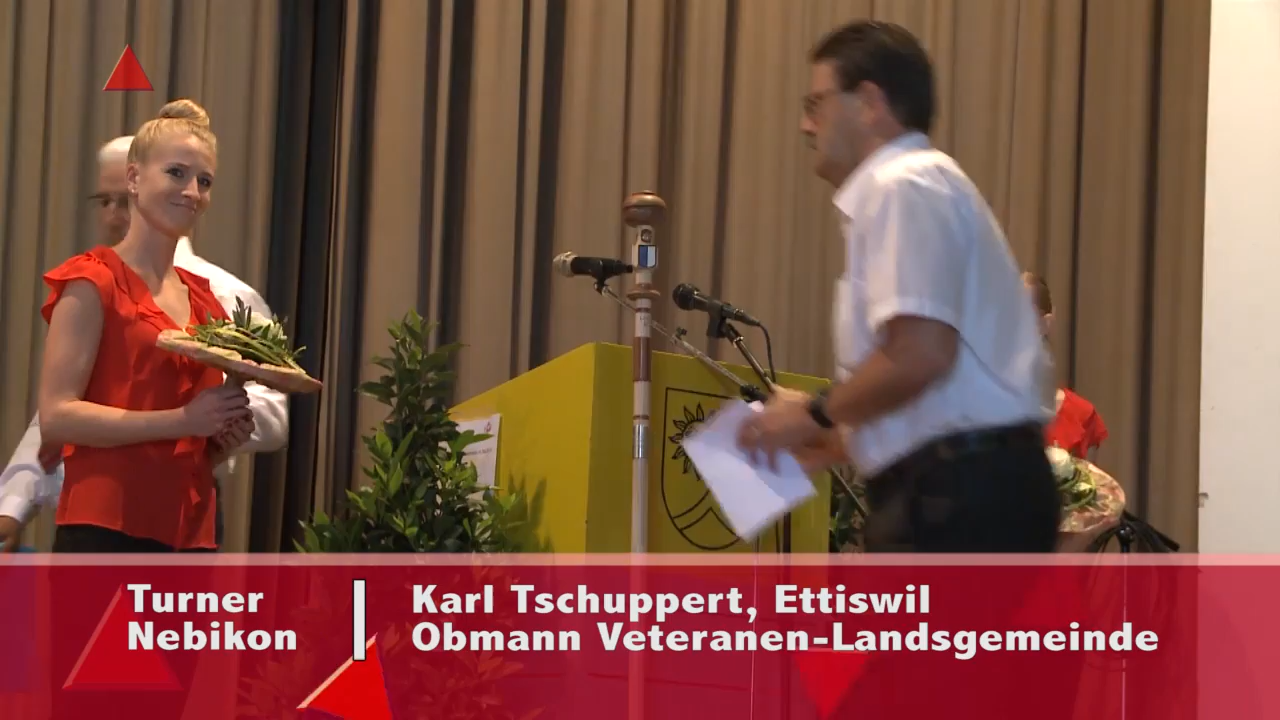 Turner
Nebikon
Karl Tschuppert, Ettiswil
Obmann Veteranen-Landsgemeinde